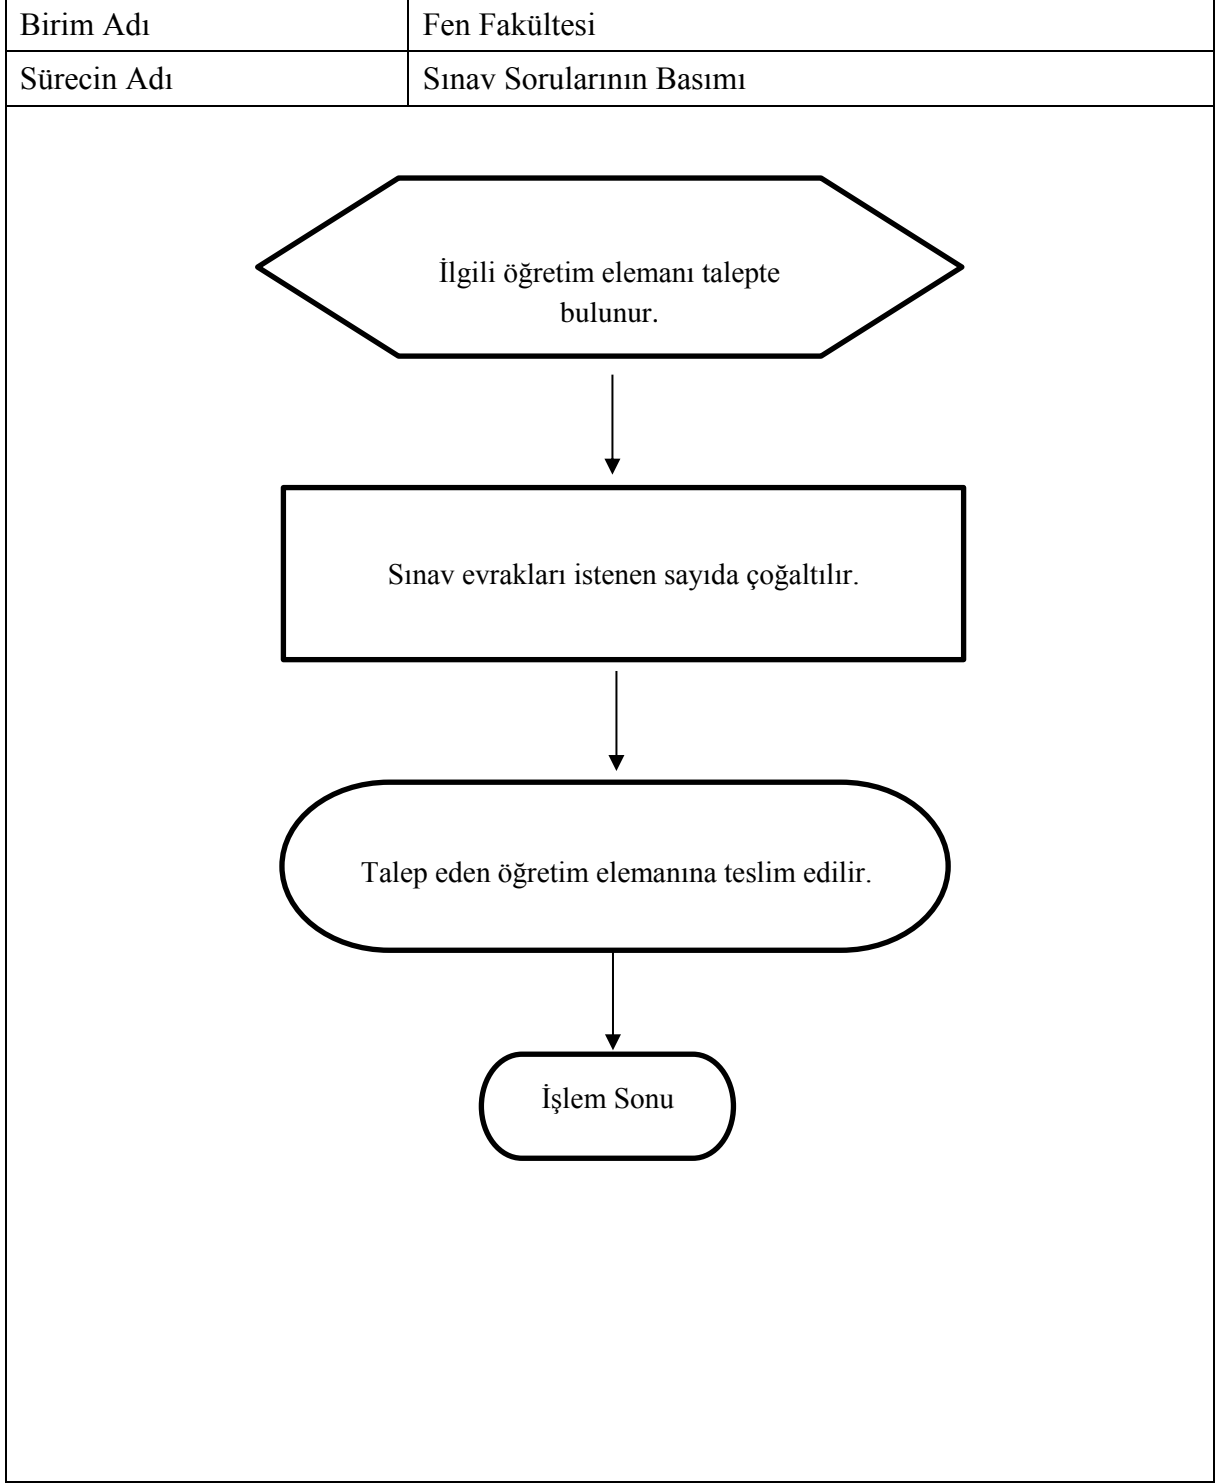 Birim Adı Fen Fakültesi
Sürecin Adı Sınav Sorularının Basımı
İlgili öğretim elemanı talepte
bulunur.
Sınav evrakları istenen sayıda çoğaltılır.
Talep eden öğretim elemanına teslim edilir.
İşlem Sonu